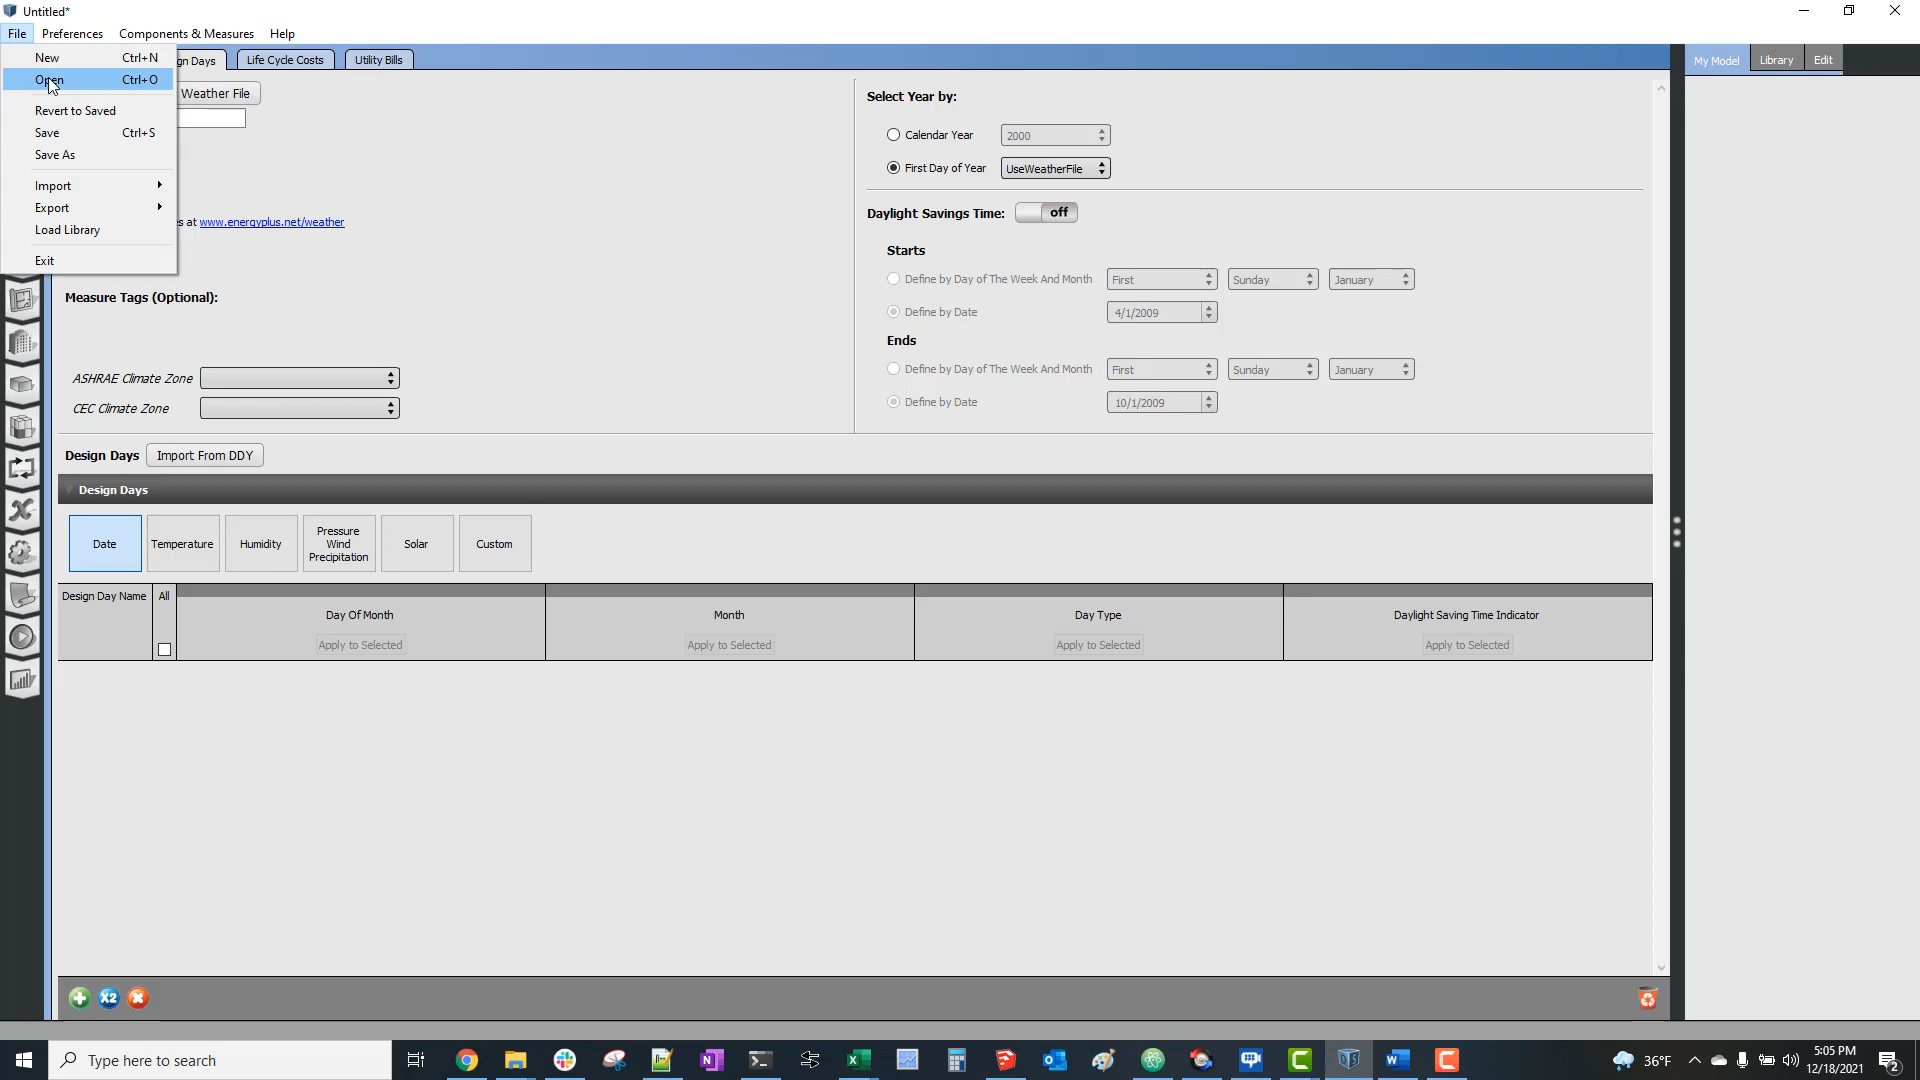 Untitled*
File Preferences Components & Measures Help
New Ctrl+N
Open Ctrl+O
Revert to Saved
Save Ctrl+S
Save As
Import
Export
Load Library
Exit
gn Days Life Cycle Costs Utility Bills
My Model Library Edit
Weather File
es at www.energyplus.net/weather
Measure Tags (Optional):
ASHRAE Climate Zone
CEC Climate Zone
Select Year by:
Calendar Year 2000
First Day of Year UseWeatherFile
Daylight Savings Time: off
Starts
Define by Day of The Week And Month First Sunday January
Define by Date 4/1/2009
Ends
Define by Day of The Week And Month First Sunday January
Define by Date 10/1/2009
Design Days Import From DDY
Design Days
Date Temperature Humidity Pressure Wind Precipitation Solar Custom
Design Day Name All
Day Of Month Month Day Type Daylight Saving Time Indicator
Apply to Selected Apply to Selected Apply to Selected Apply to Selected
X2
Type here to search
36°F
5:05 PM
12/18/2021
2